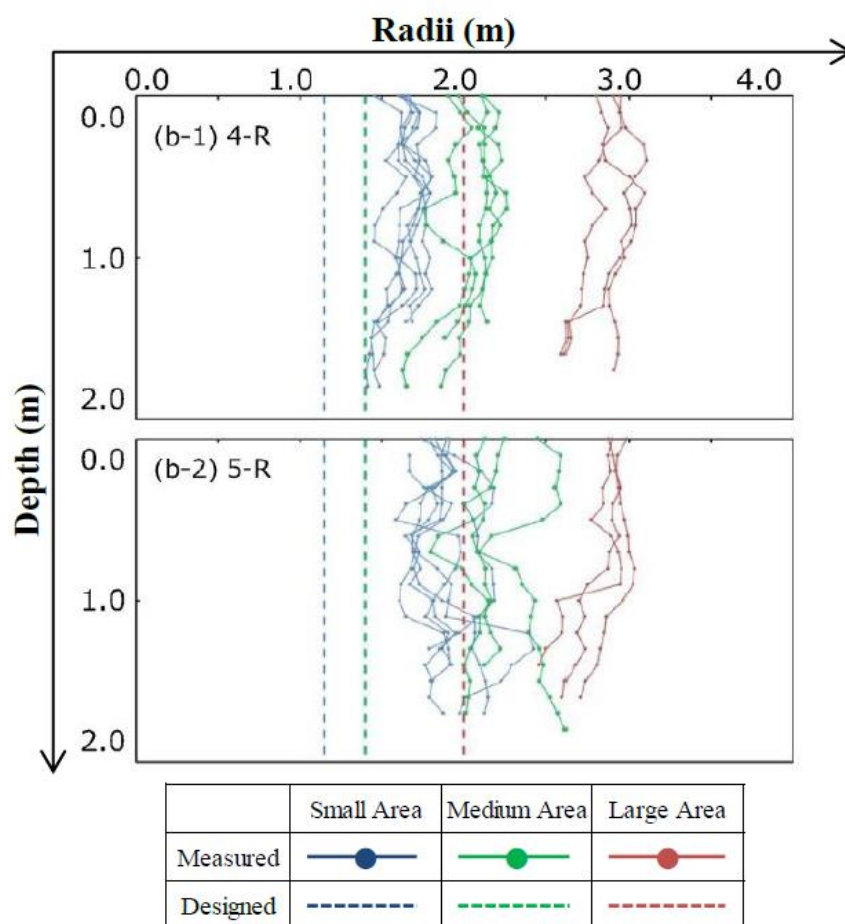 Radii (m)
0.0 1.0 2.0 3.0 4.0
0.0
(b-1) 4-R
1.0
2.0
Depth (m)
0.0
(b-2) 5-R
1.0
2.0
Small Area Medium Area Large Area
Measured
Designed